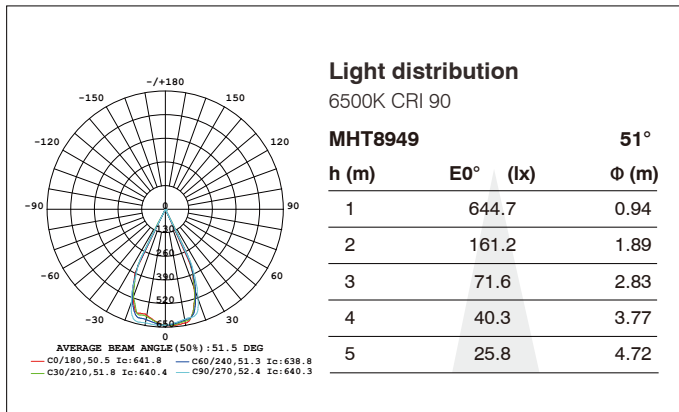 -/+180
-150
150
-120
120
-90
90
-60
60
-30
30
0
0
130
260
390
520
650
AVERAGE BEAM ANGLE(50%):51.5 DEG
C0/180,50.5 Ic:641.8
C60/240,51.3 Ic:638.8
C30/210,51.8 Ic:640.4
C90/270,52.4 Ic:640.3
Light distribution
6500K CRI 90
MHT8949 51°
h (m) E0° (lx) Φ (m)
1 644.7 0.94
2 161.2 1.89
3 71.6 2.83
4 40.3 3.77
5 25.8 4.72